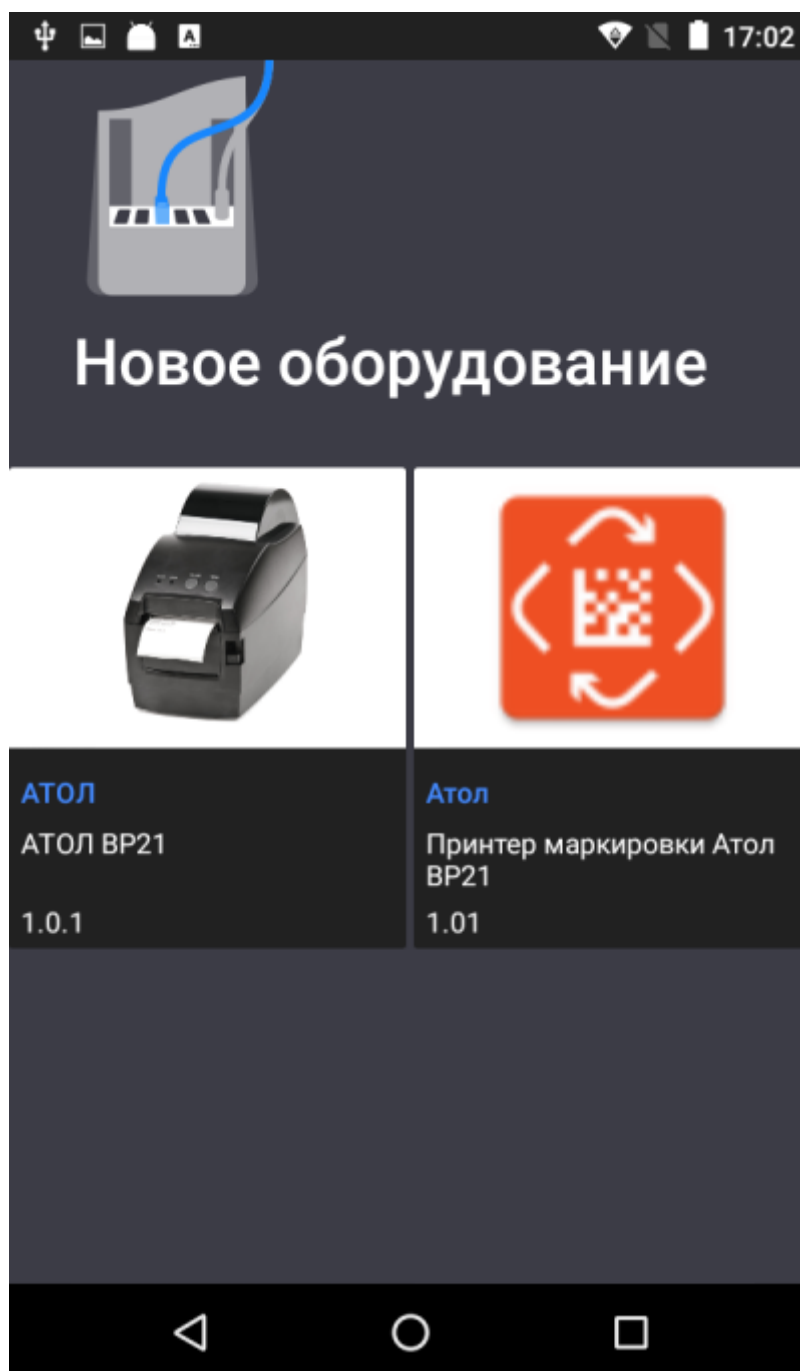 17:02
Новое оборудование
АТОЛ
АТОЛ BP21
1.0.1
Атол
Принтер маркировки Атол
BP21
1.01